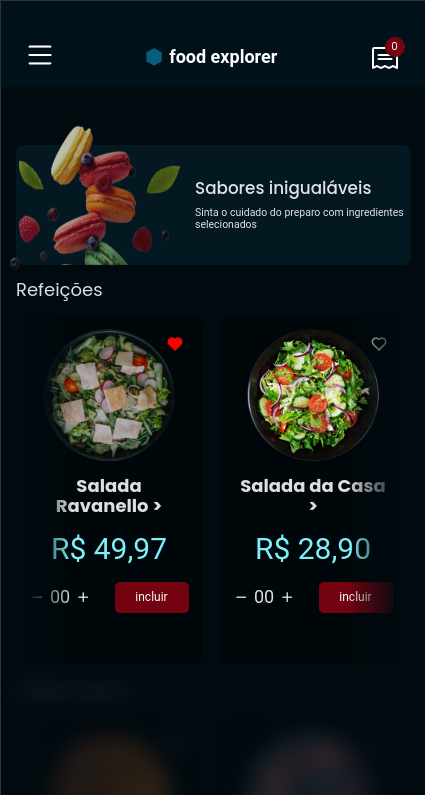 food explorer
0
Sabores inigualáveis
Sinta o cuidado do preparo com ingredientes
selecionados
Refeições
Salada
Ravanello >
R$ 49,97
00
incluir
Salada da Casa
>
R$ 28,90
00
incluir